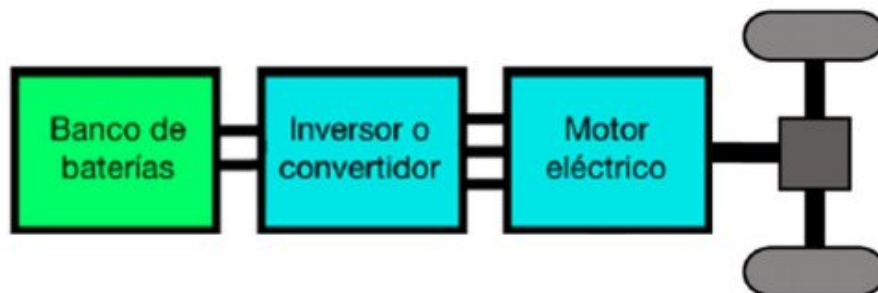 Banco de
baterías
Inversor o
convertidor
Motor
eléctrico